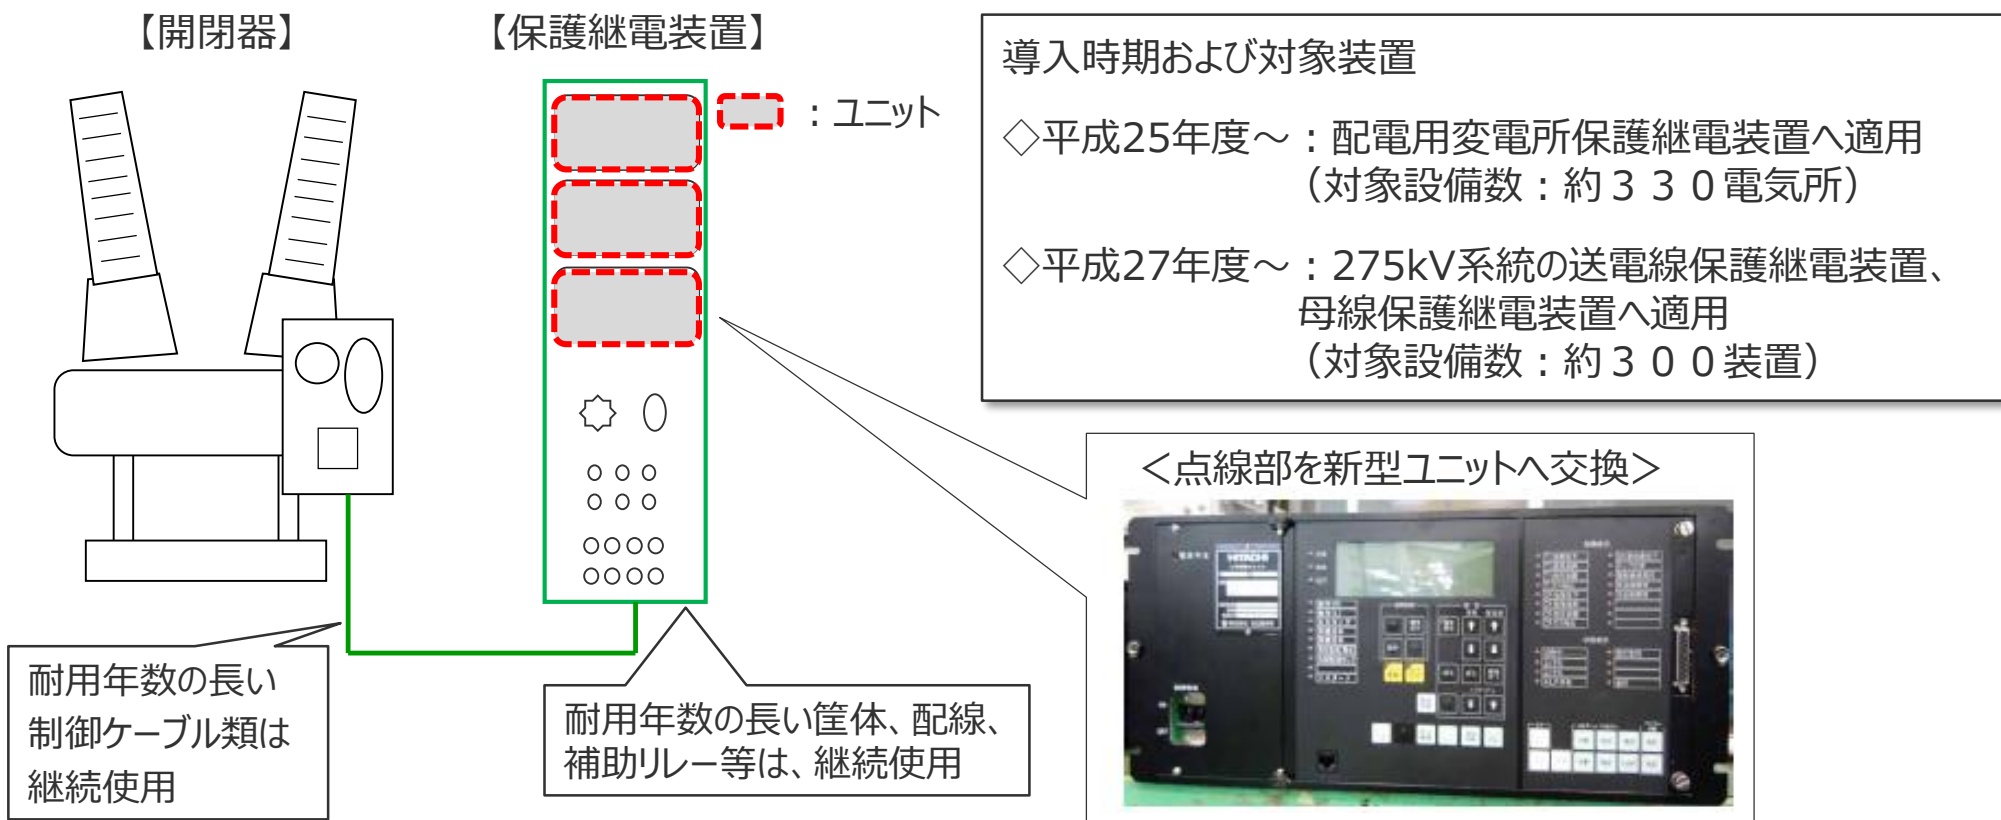 【開閉器】
【保護継電装置】
：ユニット
導入時期および対象装置
◇平成25年度～：配電用変電所保護継電装置へ適用
（対象設備数：約３３０電気所）
◇平成27年度～：275kV系統の送電線保護継電装置、
母線保護継電装置へ適用
（対象設備数：約３００装置）
＜点線部を新型ユニットへ交換＞
HITACHI
耐用年数の長い
制御ケーブル類は
継続使用
耐用年数の長い筐体、配線、
補助リレー等は、継続使用